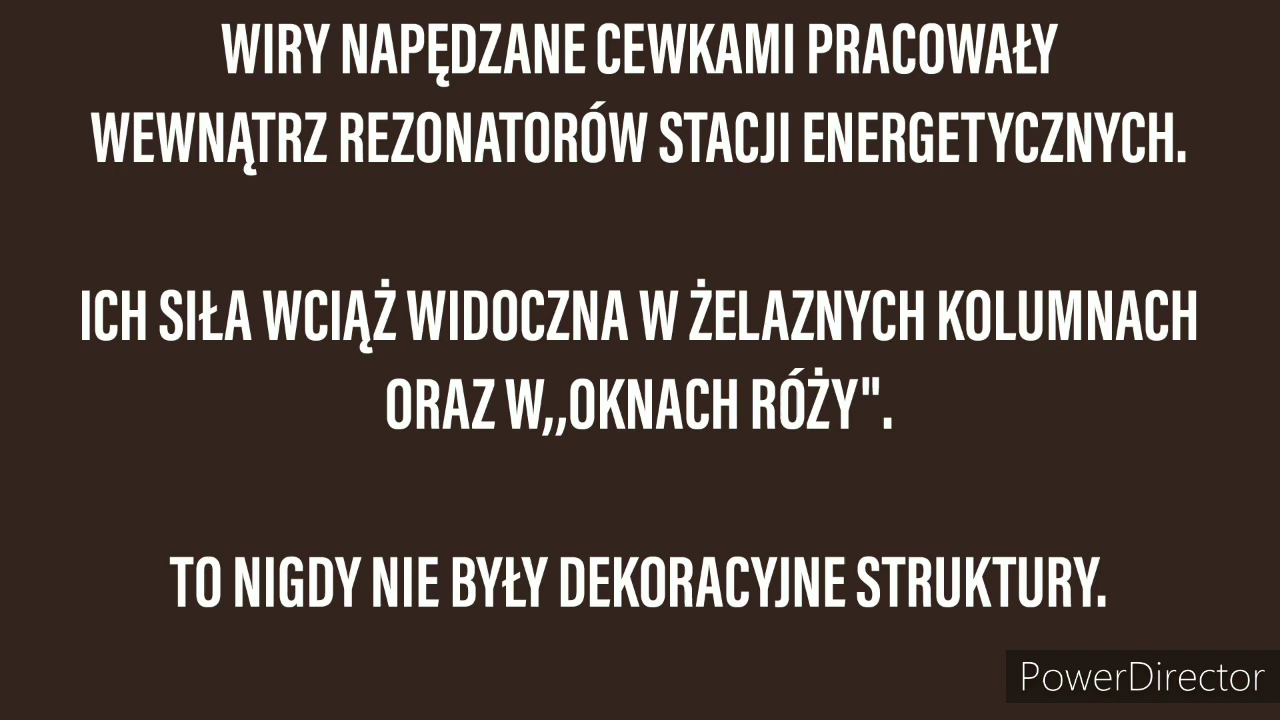 WIRY NAPĘDZANE CEWKAMI PRACOWAŁY
WEWNĄTRZ REZONATORÓW STACJI ENERGETYCZNYCH.
ICH SIŁA WCIĄŻ WIDOCZNA W ŻELAZNYCH KOLUMNACH
ORAZ W,,OKNACH RÓŻY".
TO NIGDY NIE BYŁY DEKORACYJNE STRUKTURY.
PowerDirector